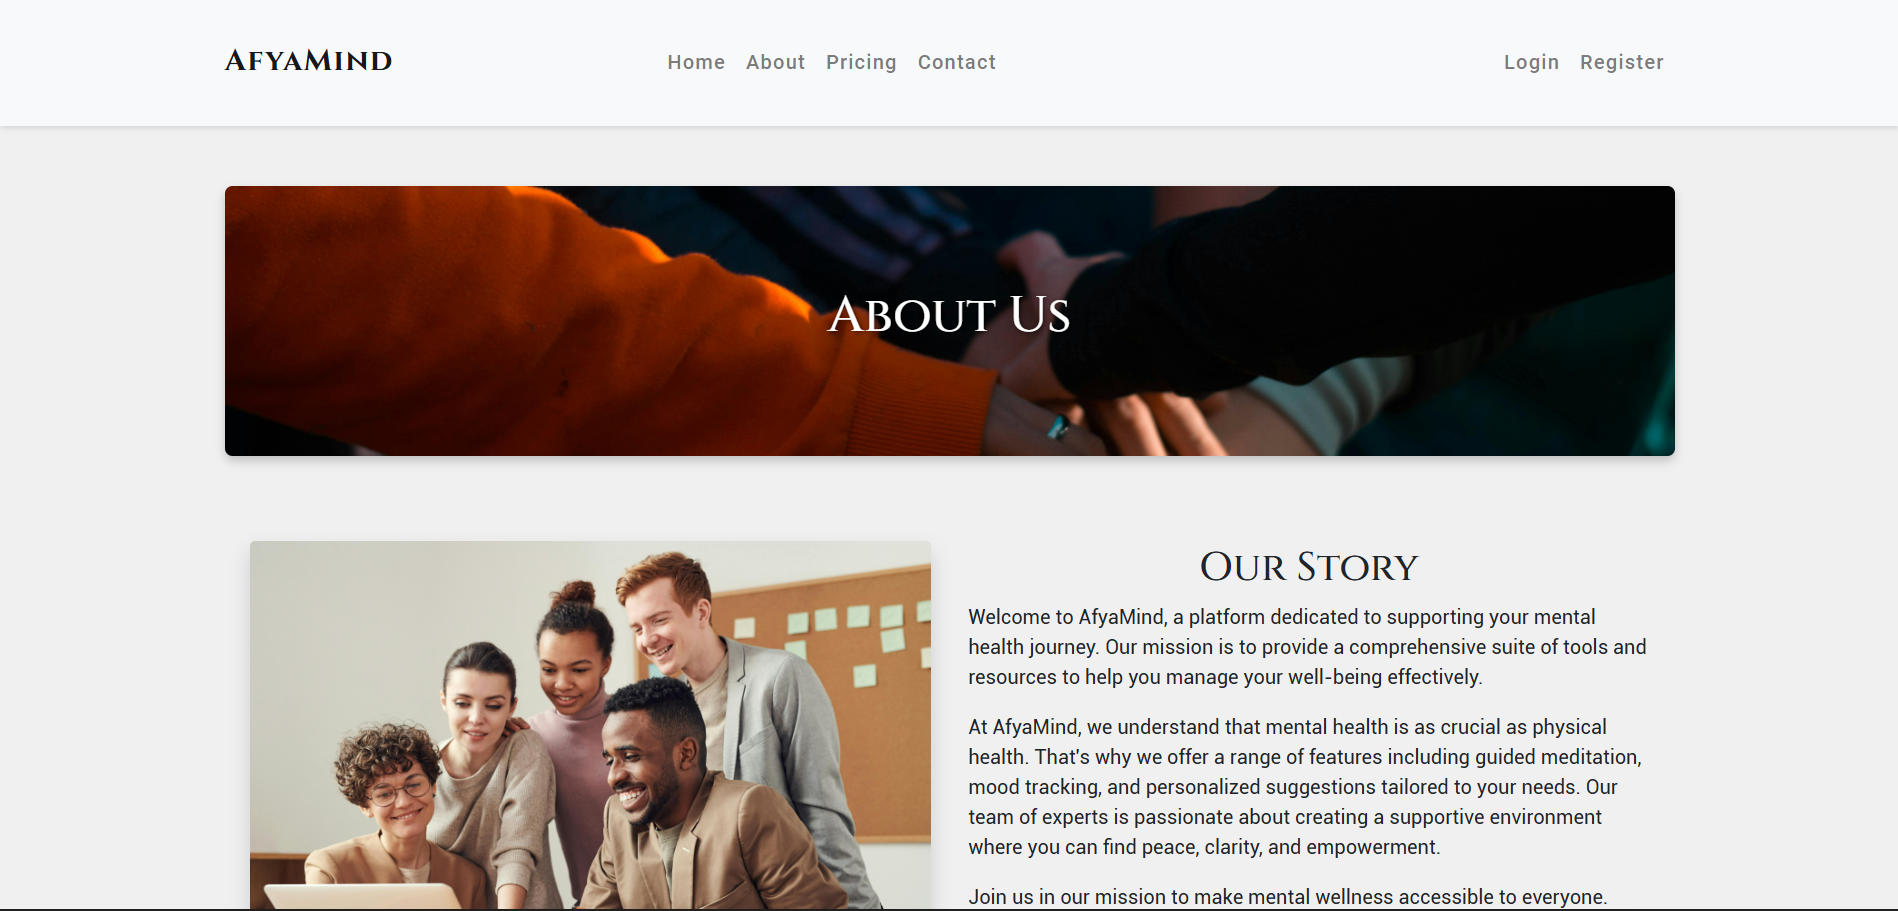 AfyaMind
Home About Pricing Contact
Login Register
About Us
Our Story
Welcome to AfyaMind, a platform dedicated to supporting your mental
health journey. Our mission is to provide a comprehensive suite of tools and
resources to help you manage your well-being effectively.
At AfyaMind, we understand that mental health is as crucial as physical
health. That's why we offer a range of features including guided meditation,
mood tracking, and personalized suggestions tailored to your needs. Our
team of experts is passionate about creating a supportive environment
where you can find peace, clarity, and empowerment.
Join us in our mission to make mental wellness accessible to everyone.